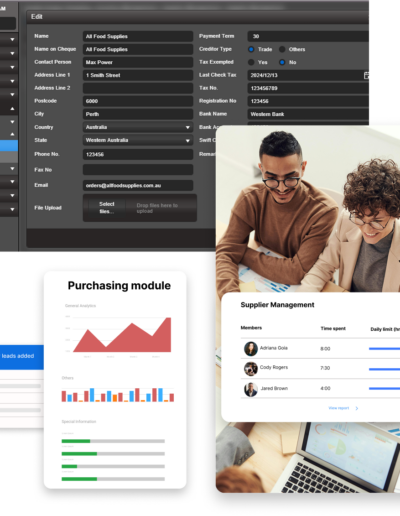 AM
Edit
Name All Food Supplies Payment Term 30
Name on Cheque All Food Supplies Creditor Type Trade Others
Contact Person Max Power Tax Exempted Yes No
Address Line 1 1 Smith Street Last Check Tax 2024/12/13
Address Line 2 Tax No. 123456789
Postcode 6000 Registration No 123456
City Perth Bank Name Western Bank
Country Australia Bank Acc
State Western Australia Swift C
Phone No. 123456 Remar
Fax No
Email orders@allfoodsupplies.com.au
File Upload Select files... Drop files here to upload
Purchasing module
General Analytics
Others
Special Information
leads added
Supplier Management
Members Time spent Daily limit (hr
Adriana Gola 8:00
Cody Rogers 7:30
Jared Brown 4:00
View report